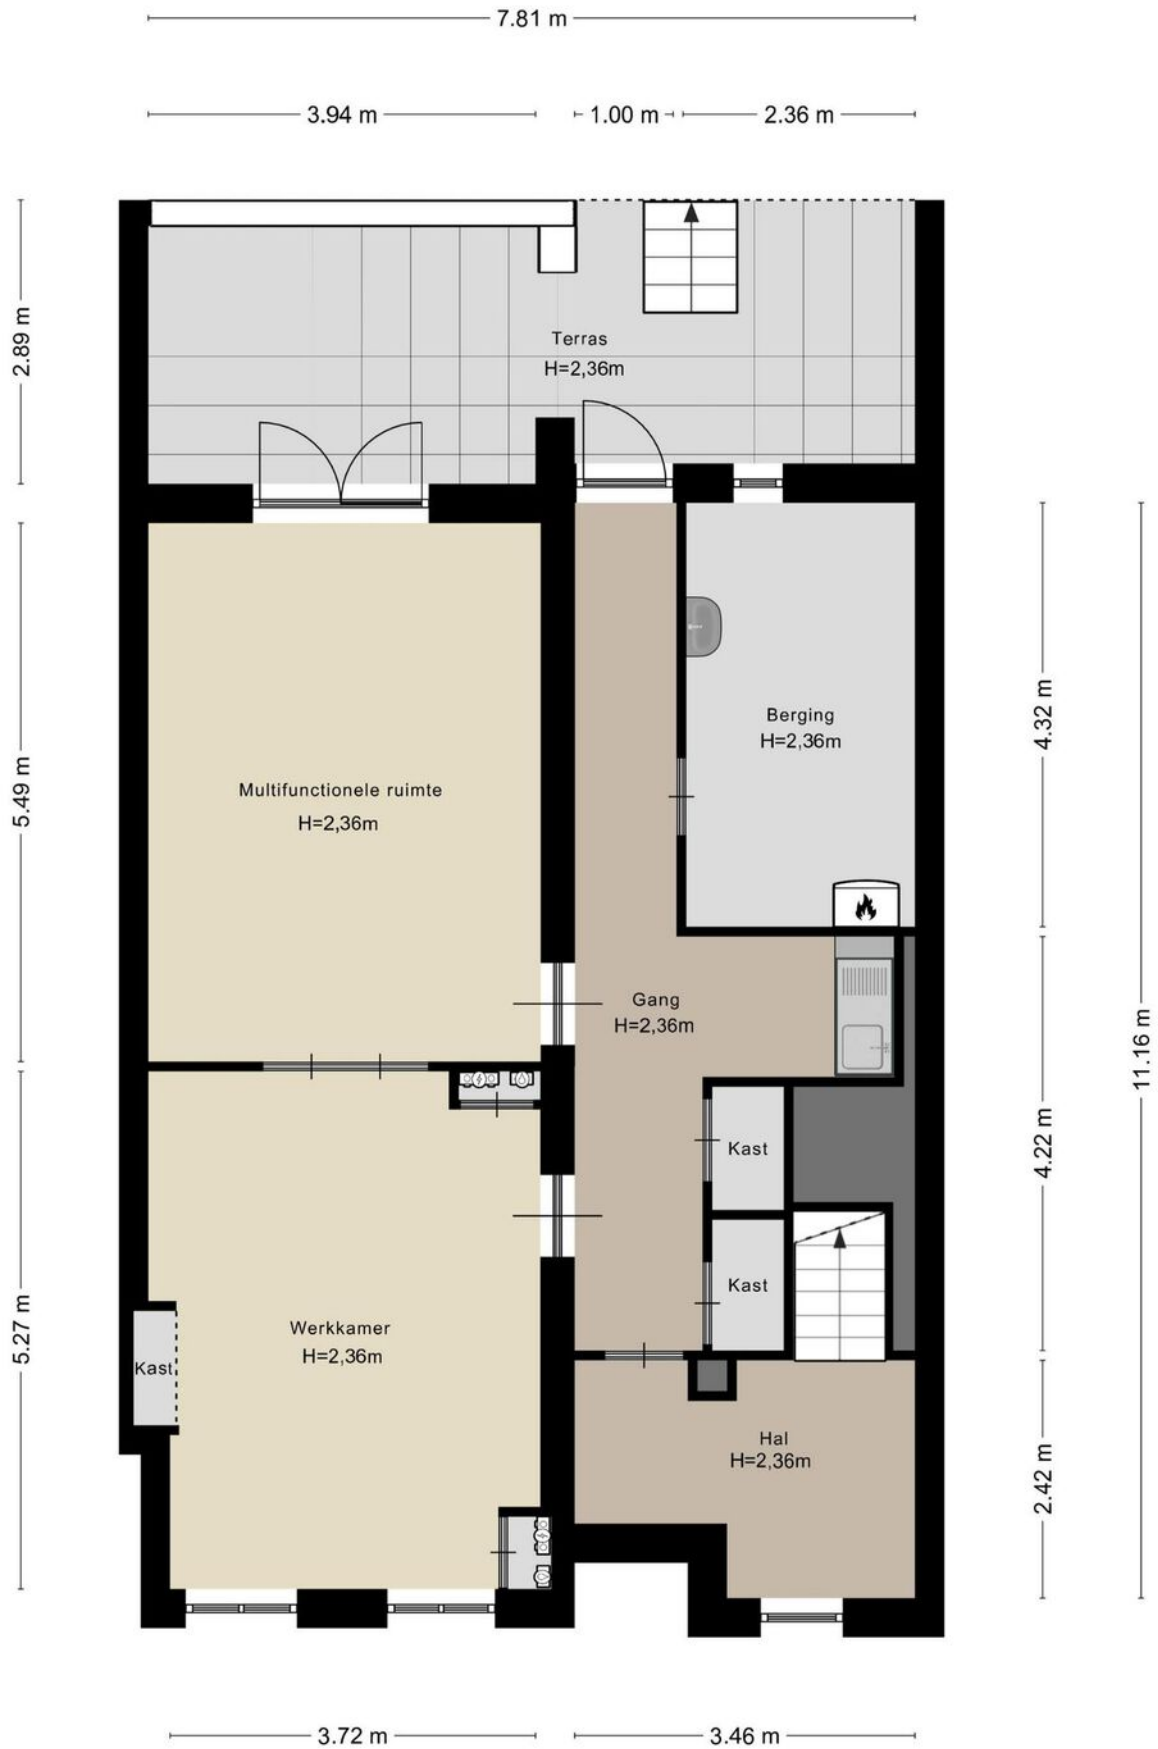 7.81 m
3.94 m
1.00 m
2.36 m
2.89 m
Terras
H=2,36m
5.49 m
Multifunctionele ruimte
H=2,36m
Berging
H=2,36m
4.32 m
11.16 m
Gang
H=2,36m
Kast
4.22 m
Kast
5.27 m
Werkkamer
H=2,36m
Kast
Hal
H=2,36m
2.42 m
3.72 m
3.46 m